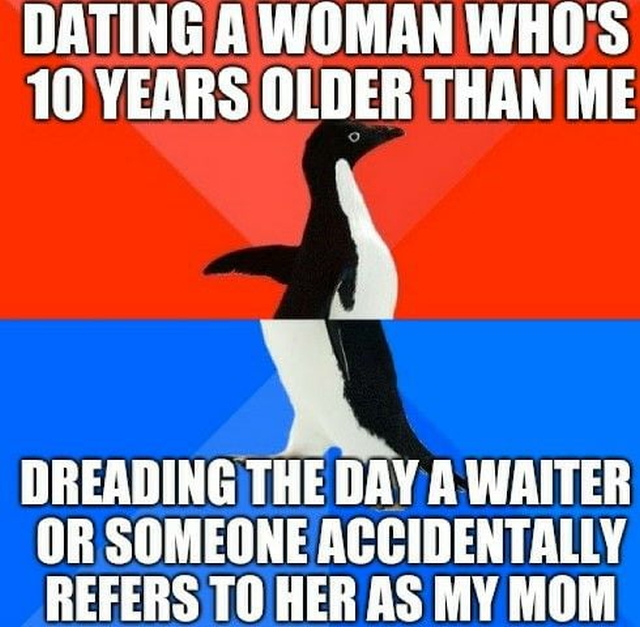 DATING A WOMAN WHO'S
10 YEARS OLDER THAN ME
DREADING THE DAY A WAITER
OR SOMEONE ACCIDENTALLY
REFERS TO HER AS MY MOM